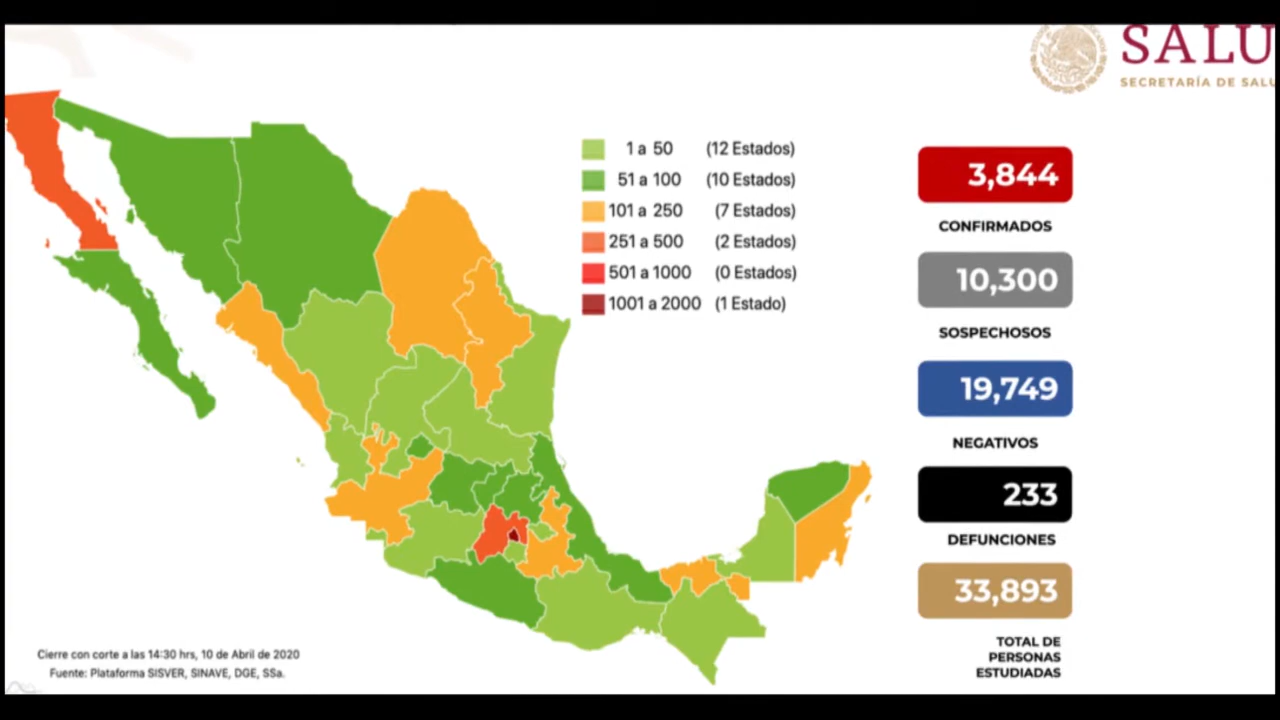 SALU
SECRETARÍA DE SALU
1 a 50 (12 Estados)
51 a 100 (10 Estados)
101 a 250 (7 Estados)
251 a 500 (2 Estados)
501 a 1000 (0 Estados)
1001 a 2000 (1 Estado)
3,844
CONFIRMADOS
10,300
SOSPECHOSOS
19,749
NEGATIVOS
233
DEFUNCIONES
33,893
TOTAL DE
PERSONAS
ESTUDIADAS
Cierre con corte a las 14:30 hrs, 10 de Abril de 2020
Fuente: Plataforma SISVER, SINAVE, DGE, SSa.